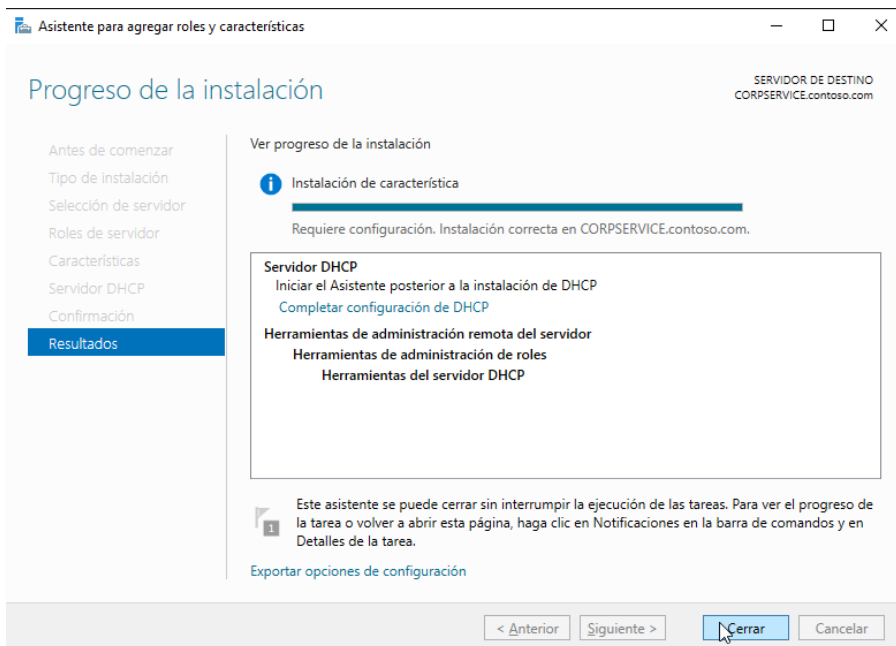 Asistente para agregar roles y características
Progreso de la instalación
SERVIDOR DE DESTINO
CORPSERVICE.contoso.com
Antes de comenzar
Tipo de instalación
Selección de servidor
Roles de servidor
Características
Servidor DHCP
Confirmación
Resultados
Ver progreso de la instalación
Instalación de característica
Requiere configuración. Instalación correcta en CORPSERVICE.contoso.com.
Servidor DHCP
Iniciar el Asistente posterior a la instalación de DHCP
Completar configuración de DHCP
Herramientas de administración remota del servidor
Herramientas de administración de roles
Herramientas del servidor DHCP
1
Este asistente se puede cerrar sin interrumpir la ejecución de las tareas. Para ver el progreso de
la tarea o volver a abrir esta página, haga clic en Notificaciones en la barra de comandos y en
Detalles de la tarea.
Exportar opciones de configuración
< Anterior
Siguiente >
Cerrar
Cancelar